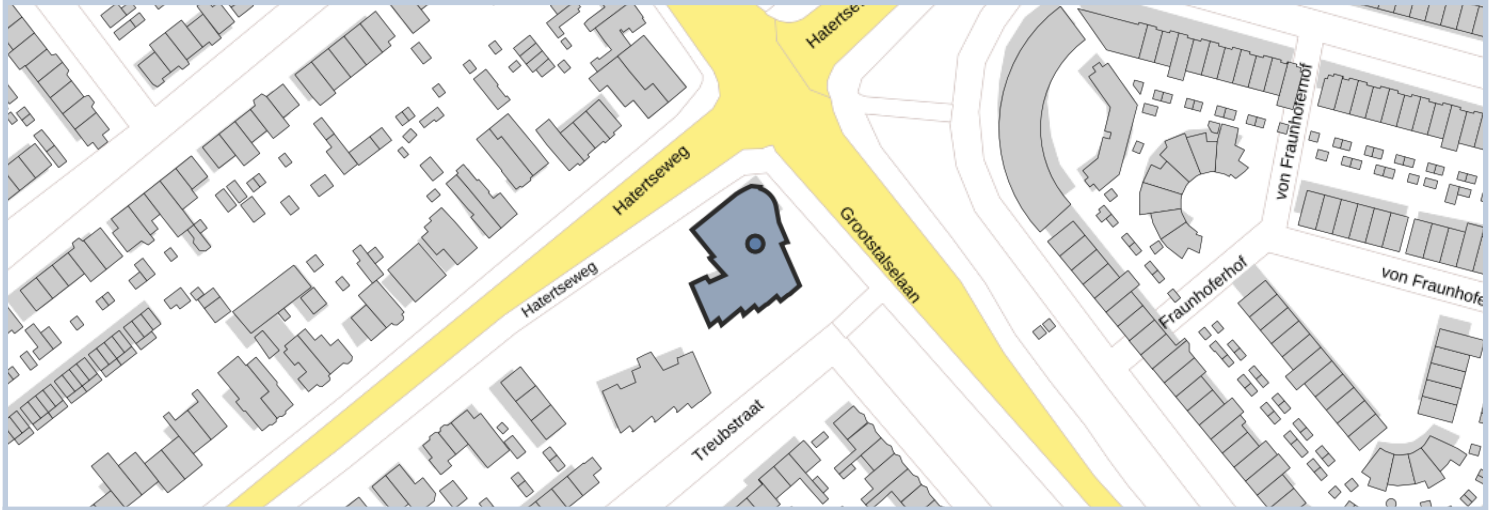 Hatertse
Hatertseweg
von Fraunhoferhof
Hatertseweg
Grootstalselaan
Fraunhoferhof
von Fraunhofe
Treubstraat